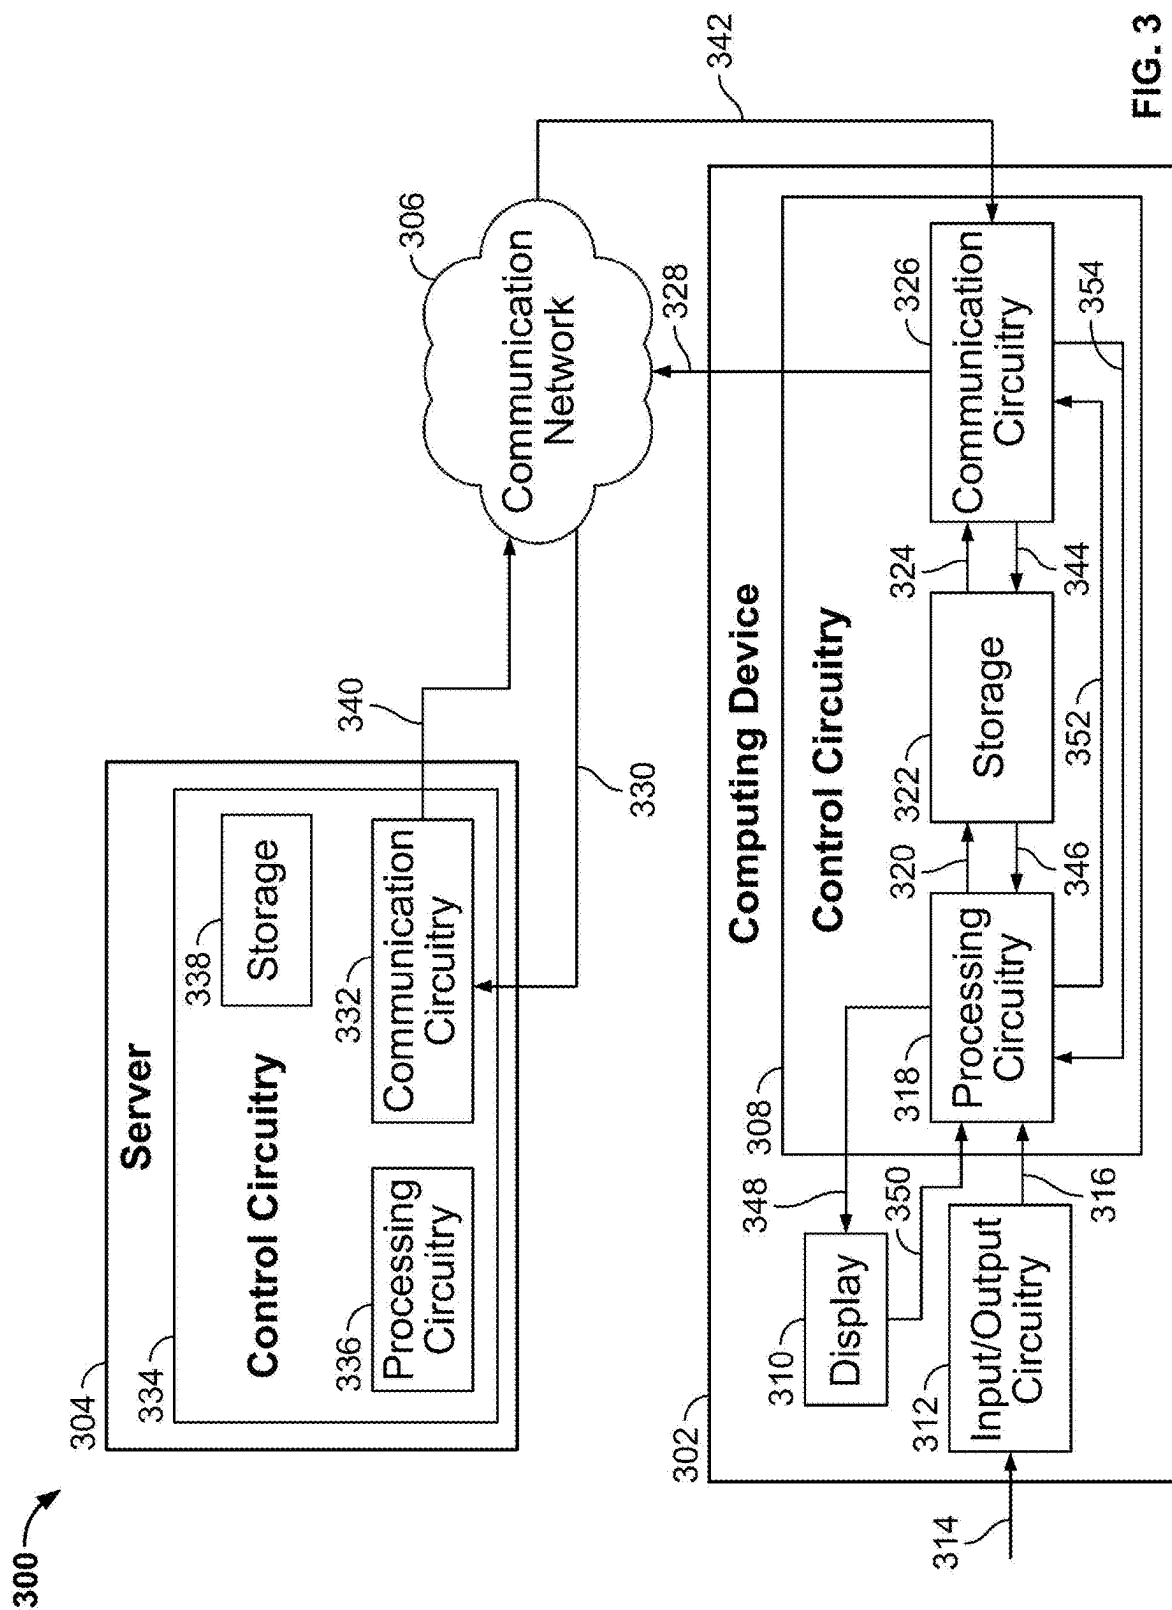 300
304
Server
334
Control Circuitry
338
Storage
336
Processing
Circuitry
332
Communication
Circuitry
340
330
306
Communication
Network
342
328
302
Computing Device
308
Control Circuitry
310
Display
348
350
312
Input/Output
Circuitry
314
316
318
Processing
Circuitry
320
346
322
Storage
324
344
326
Communication
Circuitry
352
354
FIG. 3